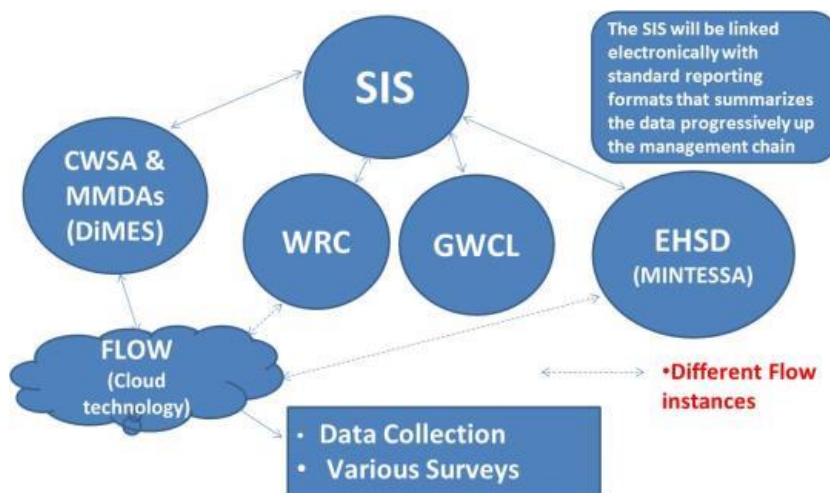 SIS
The SIS will be linked
electronically with
standard reporting
formats that summarizes
the data progressively up
the management chain
CWSA &
MMDAs
(DiMES)
WRC
GWCL
EHSD
(MINTESSA)
FLOW
(Cloud
technology)
•Different Flow
instances
• Data Collection
• Various Surveys